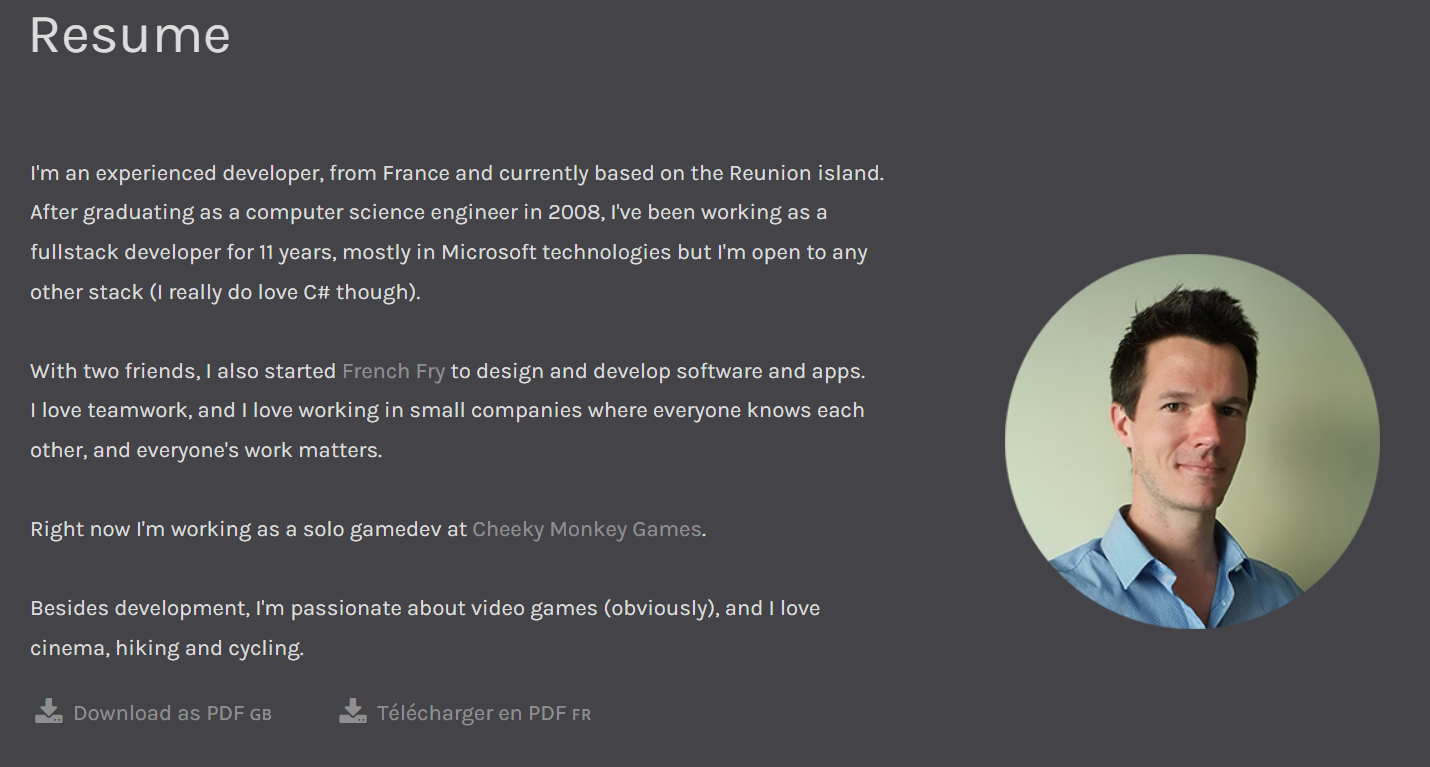 Resume
I'm an experienced developer, from France and currently based on the Reunion island.
After graduating as a computer science engineer in 2008, I've been working as a
fullstack developer for 11 years, mostly in Microsoft technologies but I'm open to any
other stack (I really do love C# though).
With two friends, I also started French Fry to design and develop software and apps.
I love teamwork, and I love working in small companies where everyone knows each
other, and everyone's work matters.
Right now I'm working as a solo gamedev at Cheeky Monkey Games.
Besides development, I'm passionate about video games (obviously), and I love
cinema, hiking and cycling.
Download as PDF GB
Télécharger en PDF FR